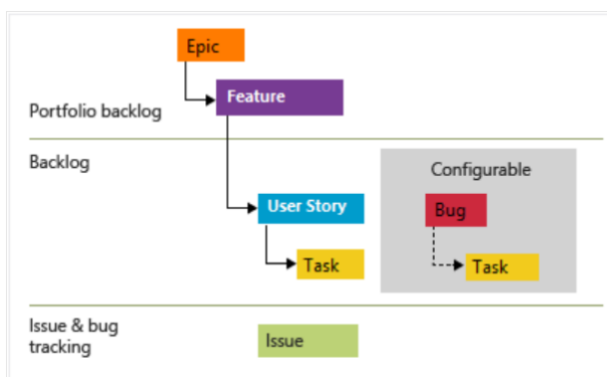 Epic
Feature
Portfolio backlog
Backlog
Configurable
User Story
Bug
Task
Task
Issue & bug
tracking
Issue